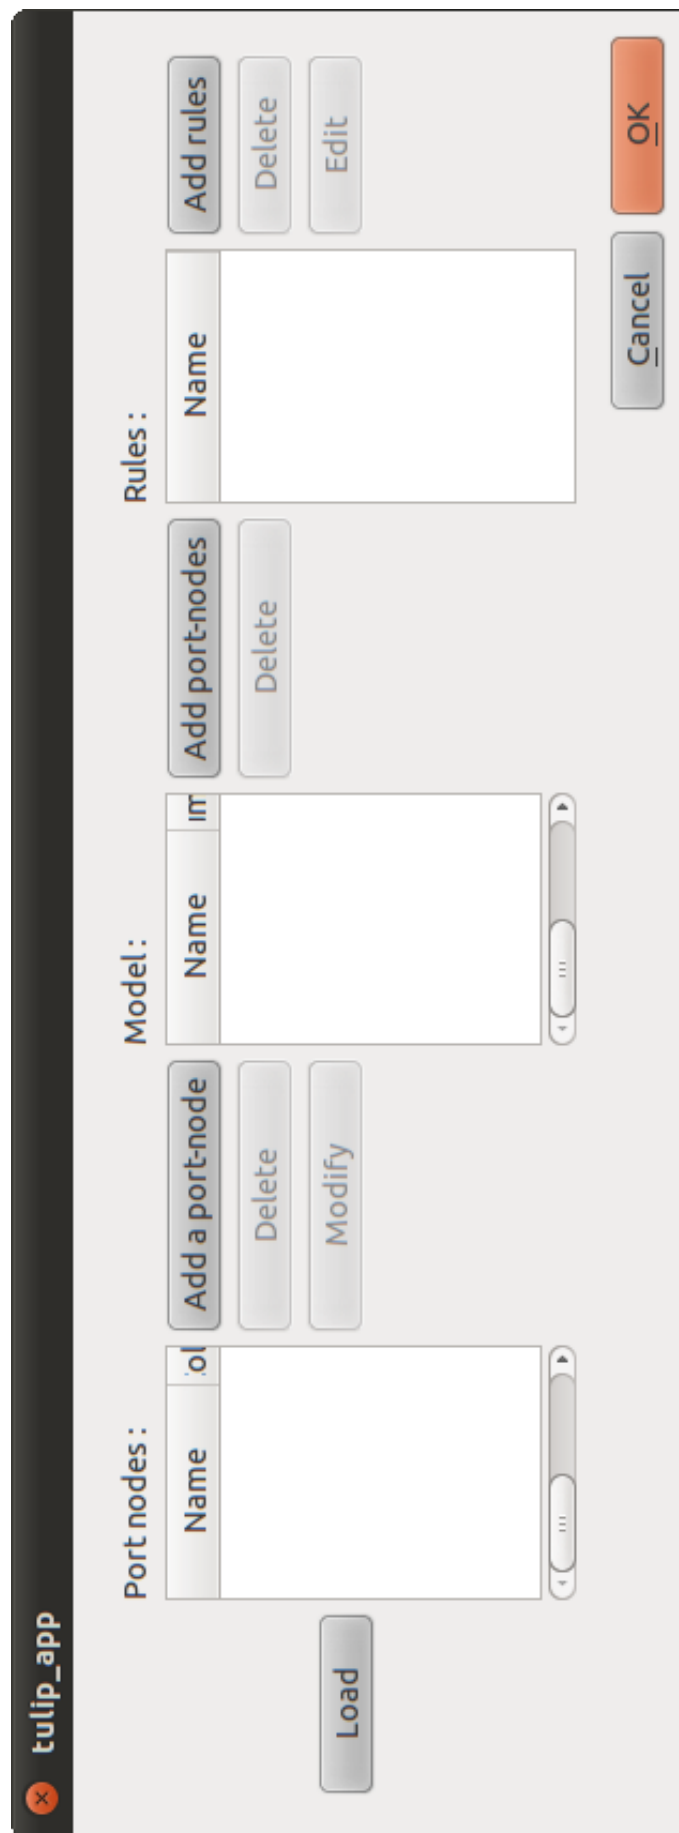 tulip_app
Load
Port nodes :
Name
Add a port-node
Delete
Modify
Model :
Name
Add port-nodes
Delete
Rules :
Name
Add rules
Delete
Edit
Cancel
OK